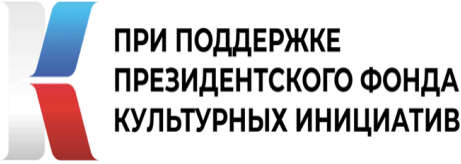 ПРИ ПОДДЕРЖКЕ
ПРЕЗИДЕНТСКОГО ФОНДА
КУЛЬТУРНЫХ ИНИЦИАТИВ